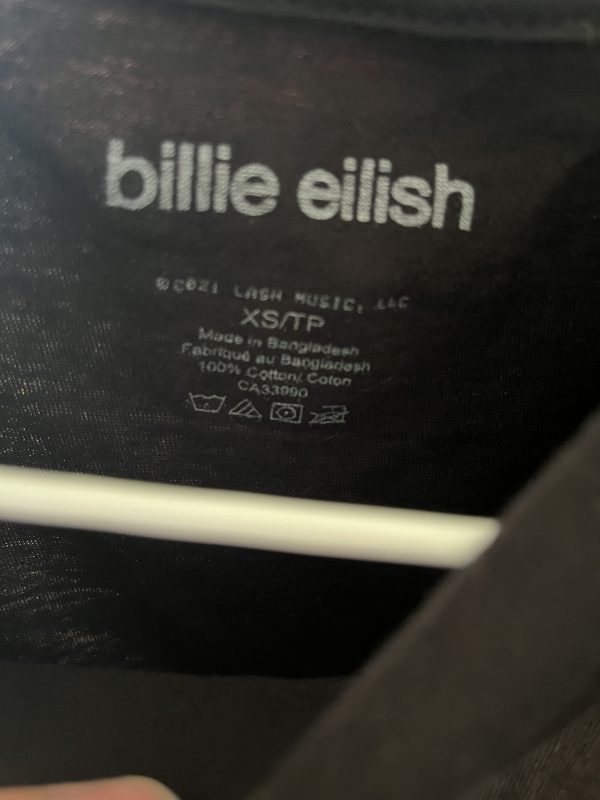 billie eilish
©2021 LASH MUSIC, LLC
XS/TP
Made in Bangladesh
Fabriqué au Bangladesh
100% Cotton/ Coton
CA33990